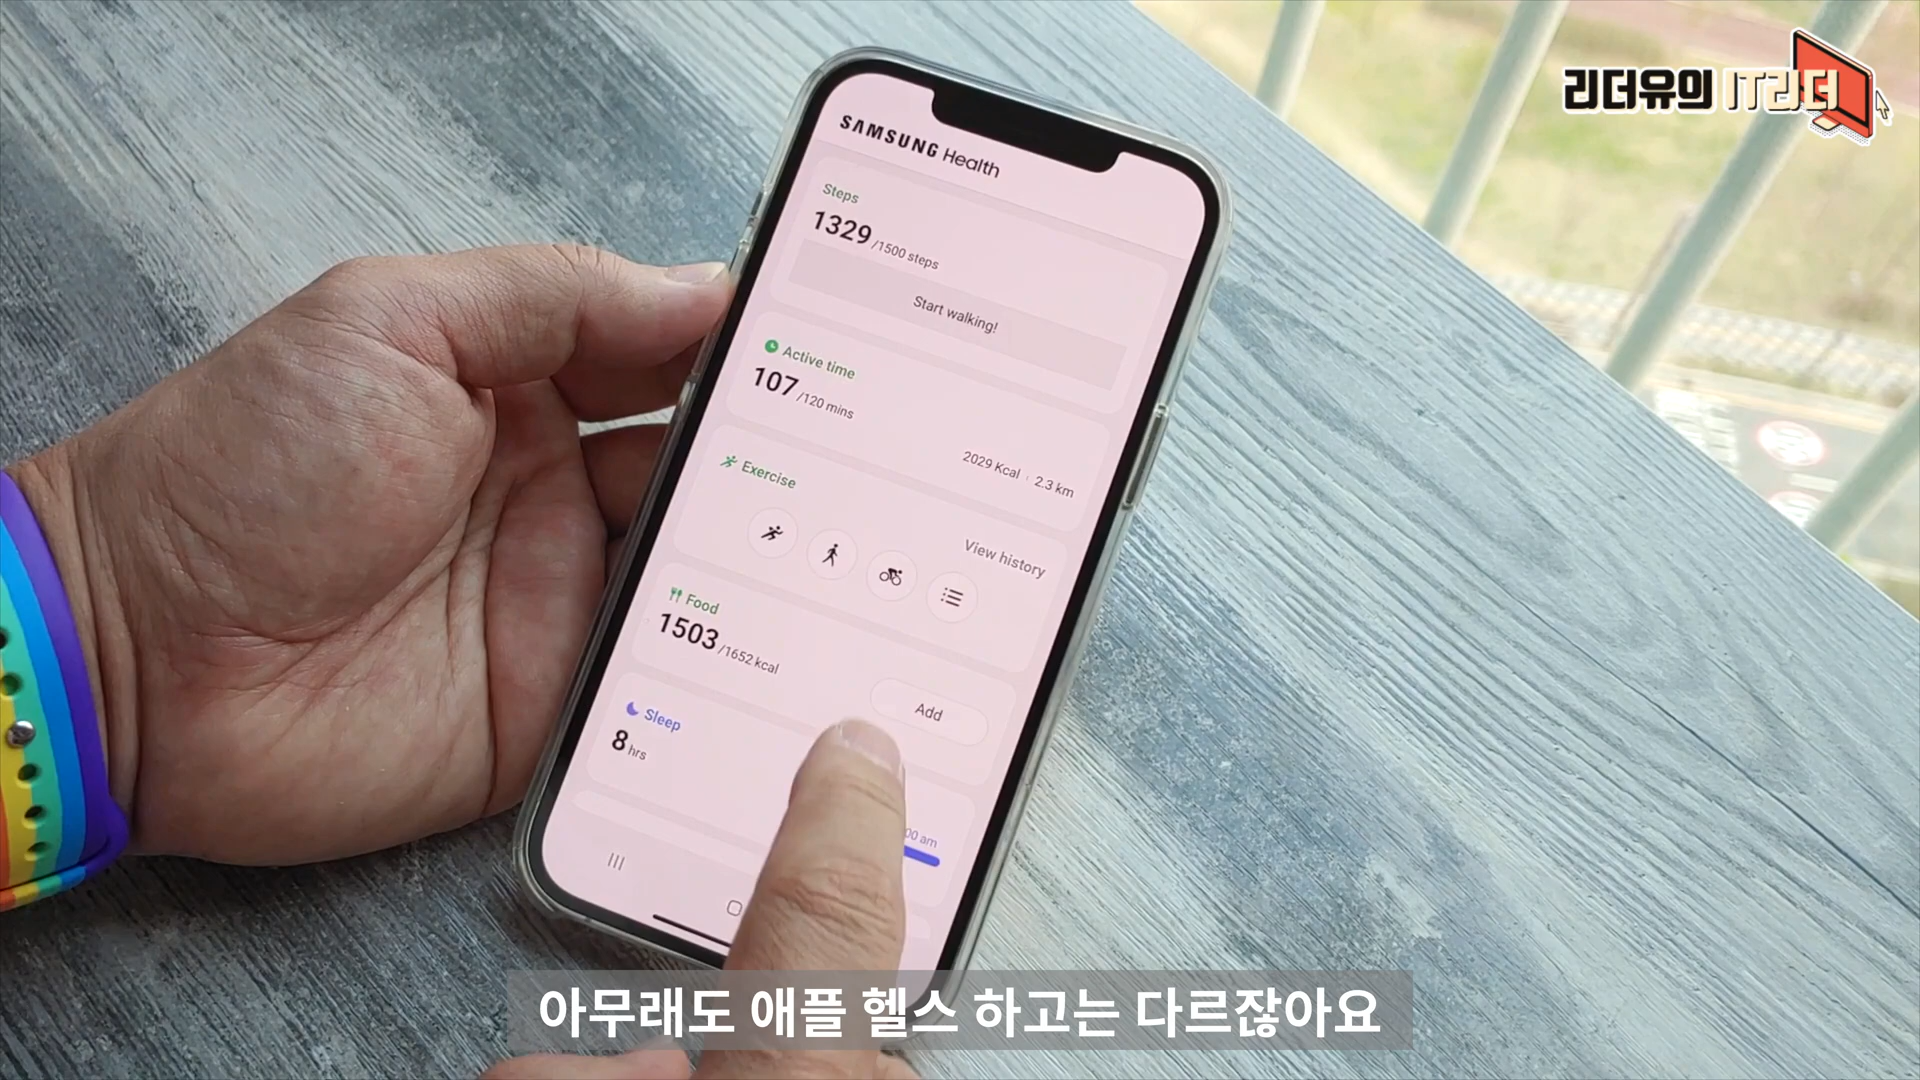 리더유의 IT리더
SAMSUNG Health
Steps
1329 /1500 steps
Start walking!
Active time
107 /120 mins
2029 Kcal | 2.3 km
Exercise
View history
Food
1503 /1652 kcal
Add
Sleep
8 hrs
00 am
아무래도 애플 헬스 하고는 다르잖아요